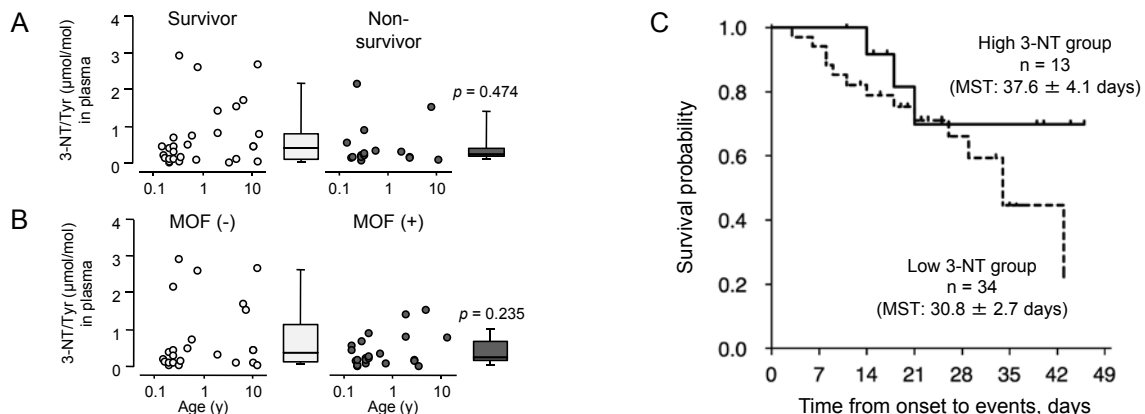 A
Survivor
Non-
survivor
3-NT/Tyr (μmol/mol)
in plasma
4
3
2
1
0
p = 0.474
0.1 1 10
0.1 1 10
B
MOF (-)
MOF (+)
3-NT/Tyr (μmol/mol)
in plasma
4
3
2
1
0
p = 0.235
0.1 1 10
0.1 1 10
Age (y)
Age (y)
C
Survival probability
1.0
0.8
0.6
0.4
0.2
0.0
High 3-NT group
n = 13
(MST: 37.6 ± 4.1 days)
Low 3-NT group
n = 34
(MST: 30.8 ± 2.7 days)
0 7 14 21 28 35 42 49
Time from onset to events, days